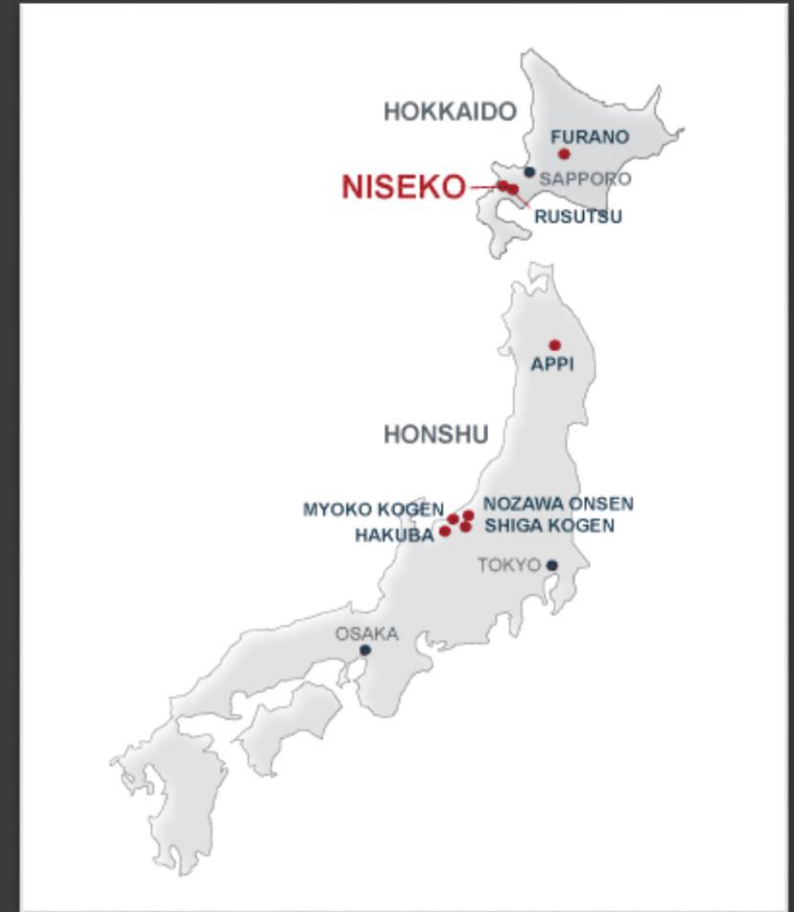 HOKKAIDO
FURANO
SAPPORO
NISEKO
RUSUTSU
APPI
HONSHU
MYOKO KOGEN
NOZAWA ONSEN
HAKUBA
SHIGA KOGEN
TOKYO
OSAKA